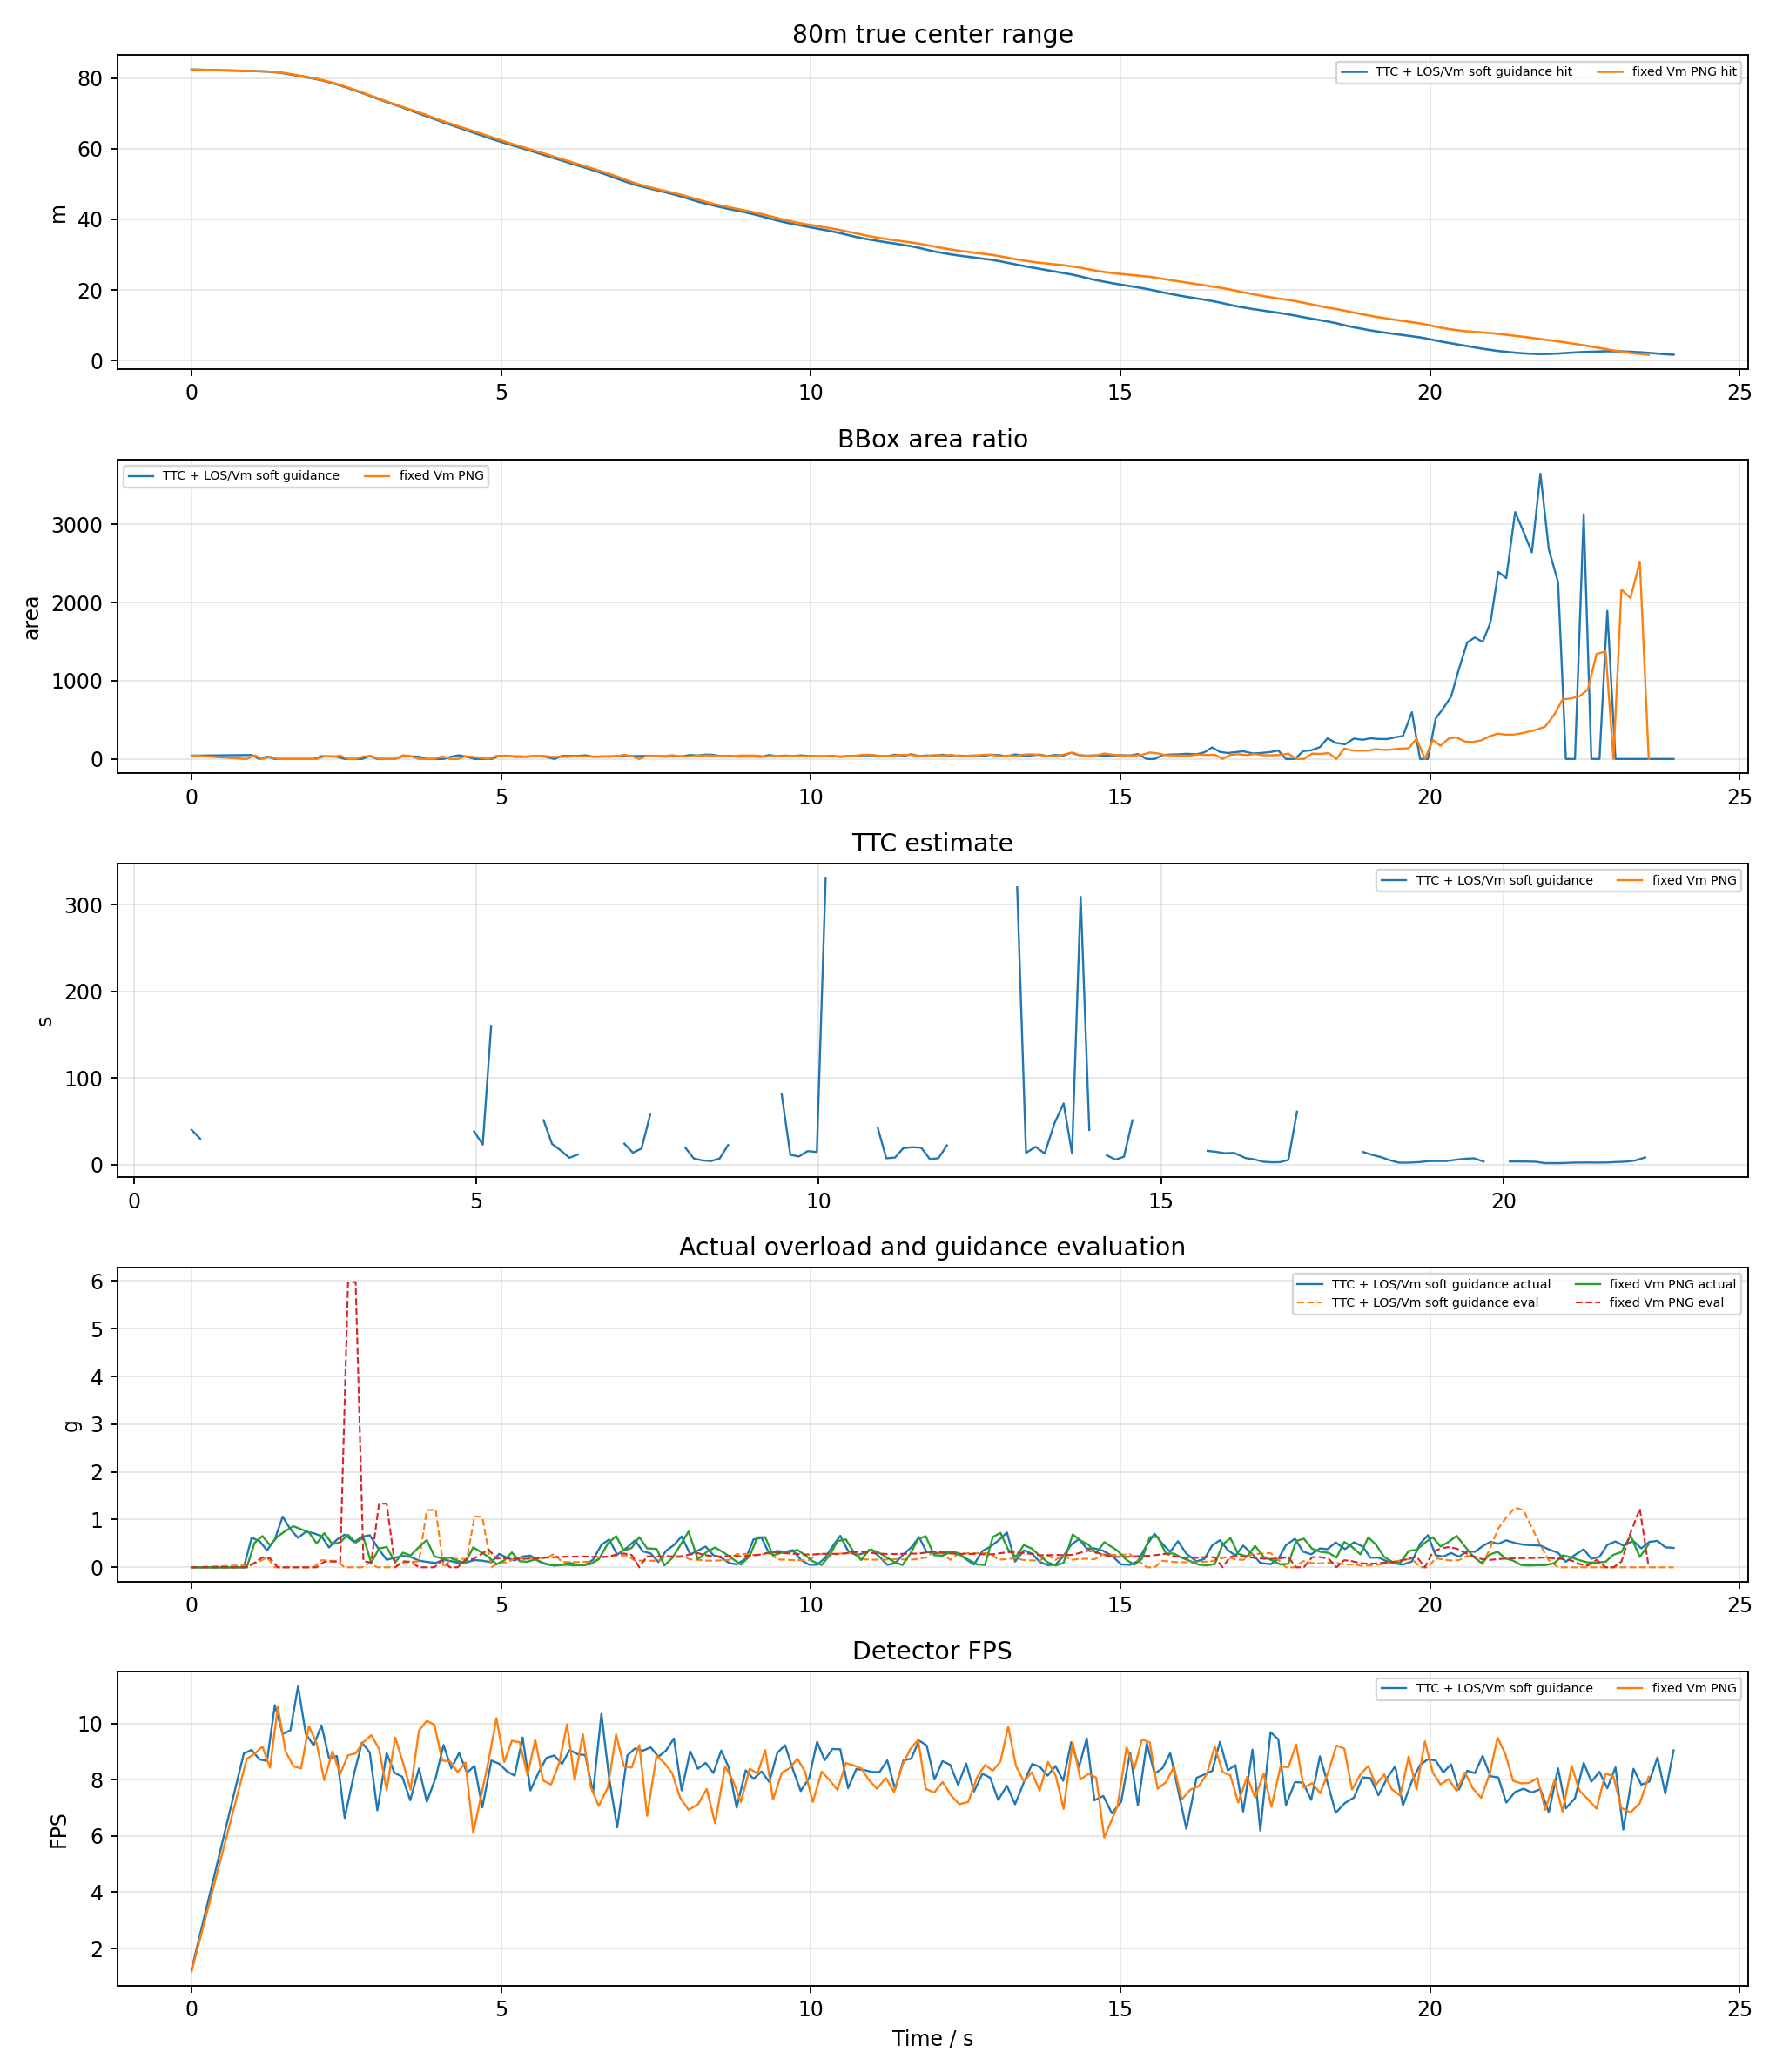 80m true center range
TTC + LOS/Vm soft guidance hit fixed Vm PNG hit
m
80
60
40
20
0
0 5 10 15 20 25
BBox area ratio
TTC + LOS/Vm soft guidance fixed Vm PNG
area
3000
2000
1000
0
0 5 10 15 20 25
TTC estimate
TTC + LOS/Vm soft guidance fixed Vm PNG
s
300
200
100
0
0 5 10 15 20
Actual overload and guidance evaluation
TTC + LOS/Vm soft guidance actual fixed Vm PNG actual
TTC + LOS/Vm soft guidance eval fixed Vm PNG eval
g
6
5
4
3
2
1
0
0 5 10 15 20 25
Detector FPS
TTC + LOS/Vm soft guidance fixed Vm PNG
FPS
10
8
6
4
2
0 5 10 15 20 25
Time / s